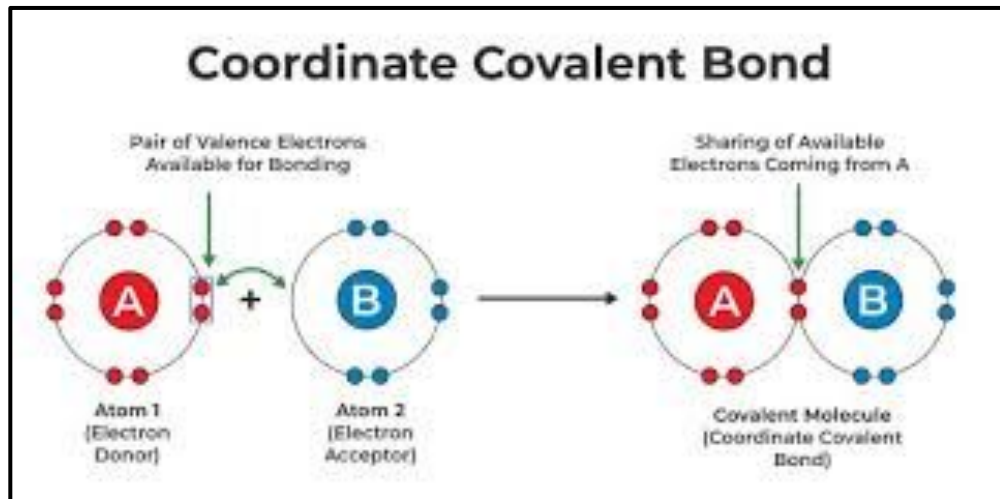 Coordinate Covalent Bond
Pair of Valence Electrons
Available for Bonding
Sharing of Available
Electrons Coming from A
A
+
B
A
B
Atom 1
(Electron
Donor)
Atom 2
(Electron
Acceptor)
Covalent Molecule
(Coordinate Covalent
Bond)